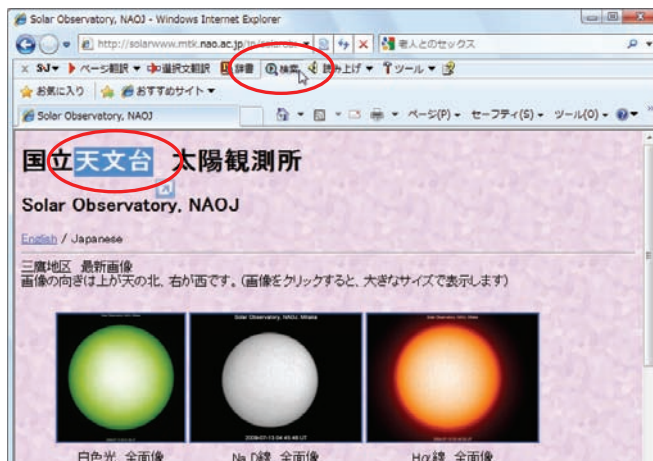 Solar Observatory, NAOJ - Windows Internet Explorer
http://solarwww.mtk.nao.ac.jp/jp/solarob
老人とのセックス
ページ翻訳 選択文翻訳 辞書 検索 読み上げ ツール
お気に入り おすすめサイト
Solar Observatory, NAOJ
ページ(P) セーフティ(S) ツール(O)
国立天文台 太陽観測所
Solar Observatory, NAOJ
English / Japanese
三鷹地区 最新画像
画像の向きは上が天の北、右が西です。(画像をクリックすると、大きなサイズで表示します)
Solar Observatory, NAOJ, Mitaka
白色光 全面像 Na D線 全面像 Hα線 全面像